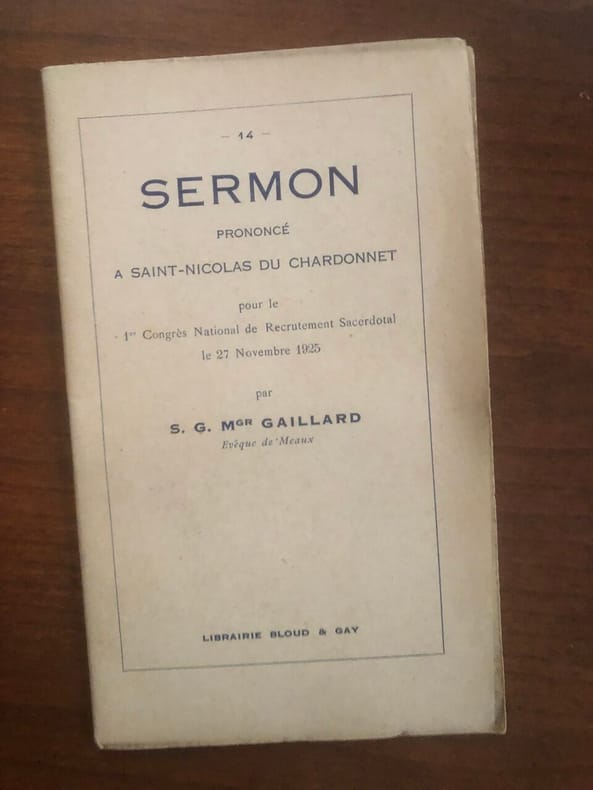 – 14 –
SERMON
PRONONCÉ
A SAINT-NICOLAS DU CHARDONNET
pour le
1er Congrès National de Recrutement Sacerdotal
le 27 Novembre 1925
par
S. G. MGR GAILLARD
Evêque de Meaux
LIBRAIRIE BLOUD & GAY